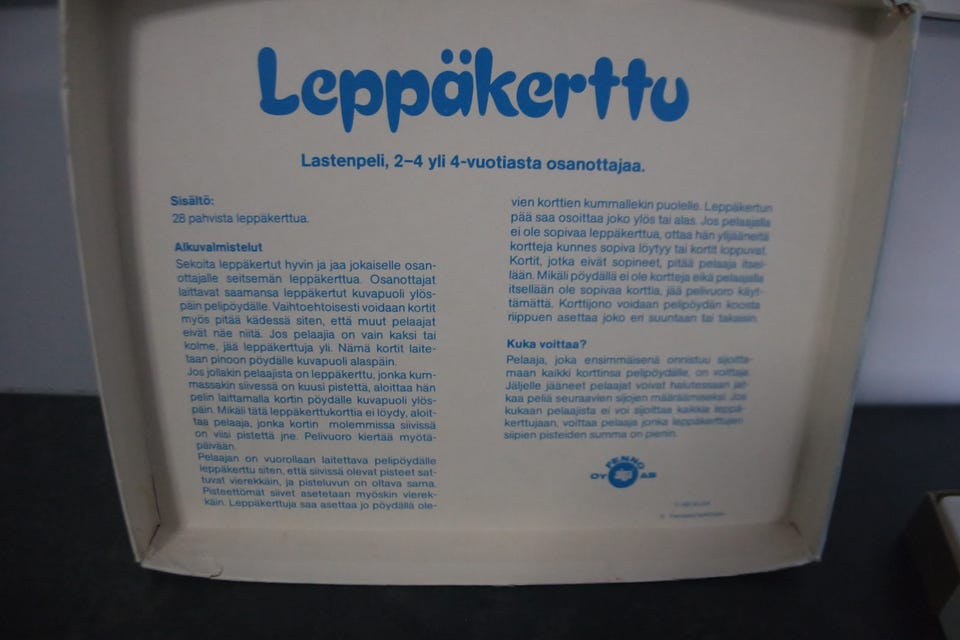 Leppäkerttu
Lastenpeli, 2–4 yli 4-vuotiasta osanottajaa.
Sisältö:
28 pahvista leppäkerttua.
Alkuvalmistelut
Sekoita leppäkertut hyvin ja jaa jokaiselle osan-
ottajalle seitsemän leppäkerttua. Osanottajat
laittavat saamansa leppäkertut kuvapuoli ylös-
päin pelipöydälle. Vaihtoehtoisesti voidaan kortit
myös pitää kädessä siten, että muut pelaajat
eivät näe niitä. Jos pelaajia on vain kaksi tai
kolme, jää leppäkerttuja yli. Nämä kortit laite-
taan pinoon pöydälle kuvapuoli alaspäin.
Jos jollakin pelaajista on leppäkerttu, jonka kum-
massakin siivessä on kuusi pistettä, aloittaa hän
pelin laittamalla kortin pöydälle kuvapuoli ylös-
päin. Mikäli tätä leppäkerttukorttia ei löydy, aloit-
taa pelaaja, jonka kortin molemmissa siivissä
on viisi pistettä jne. Pelivuoro kiertää myötä-
päivään.
Pelaajan on vuorollaan laitettava pelipöydälle
leppäkerttu siten, että siivissä olevat pisteet sat-
tuvat vierekkäin, ja pisteluvun on oltava sama.
Pisteettömät siivet asetetaan myöskin vierek-
käin. Leppäkerttuja saa asettaa jo pöydällä ole-
vien korttien kummallekin puolelle. Leppäkertun
pää saa osoittaa joko ylös tai alas. Jos pelaajalla
ei ole sopivaa leppäkerttua, ottaa hän ylijääneitä
kortteja kunnes sopiva löytyy tai kortit loppuvat.
Kortit, jotka eivät sopineet, pitää pelaaja itsel-
lään. Mikäli pöydällä ei ole kortteja eikä pelaajalla
itsellään ole sopivaa korttia, jää pelivuoro käyt-
tämättä. Korttijono voidaan pelipöydän koosta
riippuen asettaa joko eri suuntaan tai takaisin.
Kuka voittaa?
Pelaaja, joka ensimmäisenä onnistuu sijoitta-
maan kaikki korttinsa pelipöydälle, on voittaja.
Jäljelle jääneet pelaajat voivat halutessaan jat-
kaa peliä seuraavien sijojen määräämiseksi. Jos
kukaan pelaajista ei voi sijoittaa kaikkia leppä-
kerttujaan, voittaa pelaaja jonka leppäkerttujen
siipien pisteiden summa on pienin.
FENNO
OY AB